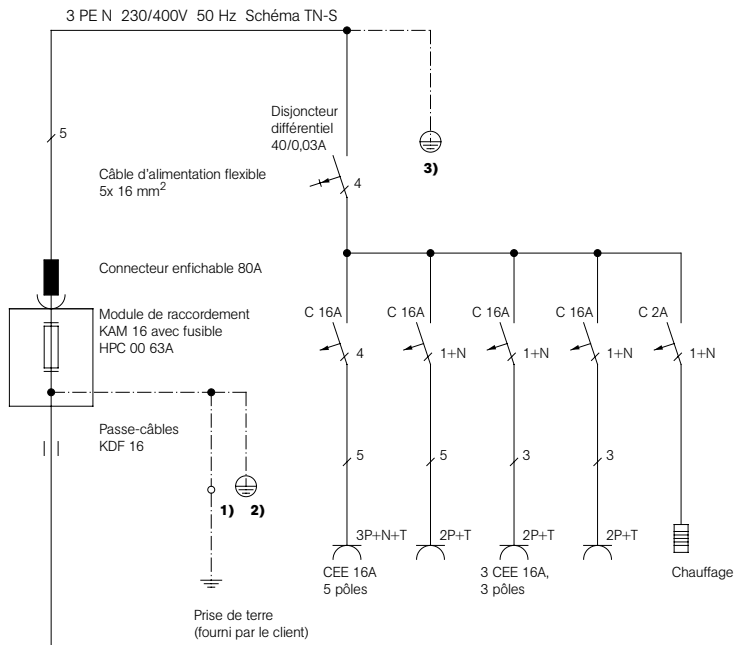 3 PE N 230/400V 50 Hz Schéma TN-S
5
Disjoncteur
différentiel
40/0,03A
3)
4
Câble d'alimentation flexible
5x 16 mm²
Connecteur enfichable 80A
Module de raccordement
KAM 16 avec fusible
HPC 00 63A
C 16A
C 16A
C 16A
C 16A
C 2A
4
1+N
1+N
1+N
1+N
Passe-câbles
KDF 16
5
5
3
3
1)
2)
3P+N+T
2P+T
2P+T
2P+T
CEE 16A
5 pôles
3 CEE 16A,
3 pôles
Chauffage
Prise de terre
(fourni par le client)